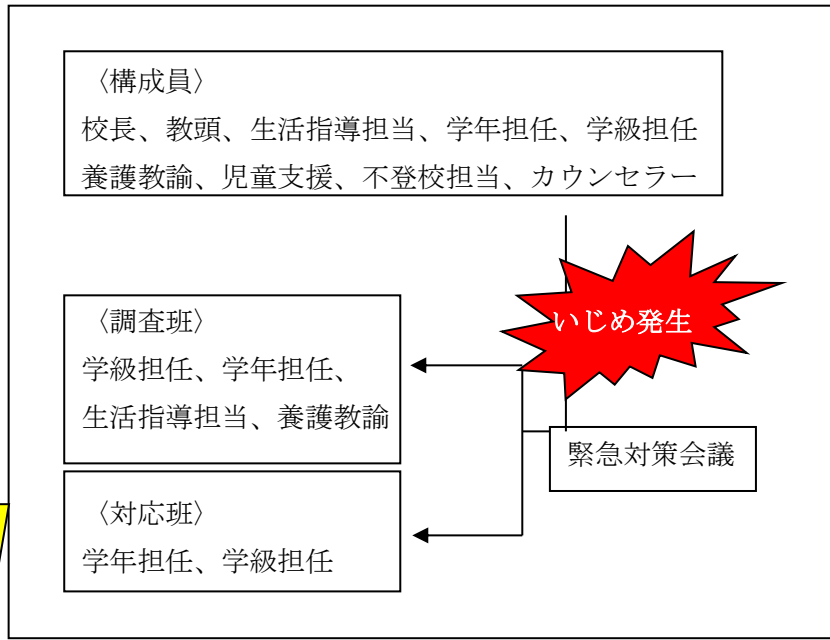 〈構成員〉
校長、教頭、生活指導担当、学年担任、学級担任
養護教諭、児童支援、不登校担当、カウンセラー
いじめ発生
〈調査班〉
学級担任、学年担任、
生活指導担当、養護教諭
緊急対策会議
〈対応班〉
学年担任、学級担任